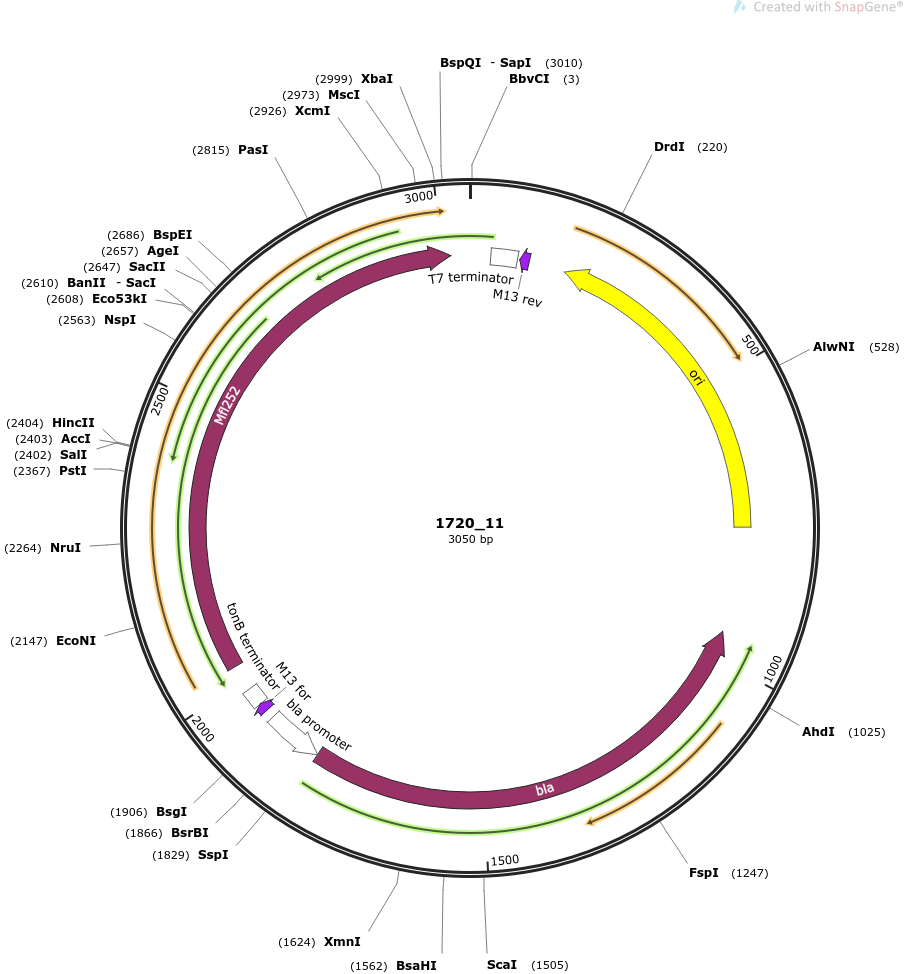 Created with SnapGene®
BspQI - SapI (3010)
BbvCI (3)
(2999) XbaI
(2973) MscI
(2926) XcmI
(2815) PasI
DrdI (220)
(2686) BspEI
(2657) AgeI
(2647) SacII
(2610) BanII - SacI
(2608) Eco53kI
(2563) NspI
AlwNI (528)
(2404) HincII
(2403) AccI
(2402) SalI
(2367) PstI
(2264) NruI
(2147) EcoNI
AhdI (1025)
(1906) BsgI
(1866) BsrBI
(1829) SspI
FspI (1247)
(1624) XmnI
(1562) BsaHI
ScaI (1505)
3000
500
1000
1500
2000
2500
T7 terminator
M13 rev
ori
Mfl252
tonB terminator
M13 for
bla promoter
bla
1720_11
3050 bp